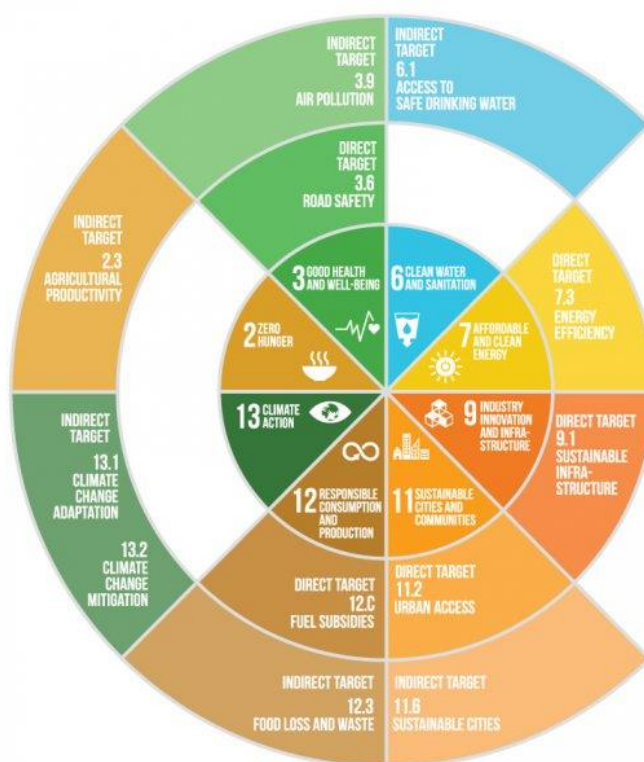 INDIRECT
TARGET
3.9
AIR POLLUTION
INDIRECT
TARGET
6.1
ACCESS TO
SAFE DRINKING WATER
DIRECT
TARGET
3.6
ROAD SAFETY
INDIRECT
TARGET
2.3
AGRICULTURAL
PRODUCTIVITY
DIRECT
TARGET
7.3
ENERGY
EFFICIENCY
3 GOOD HEALTH
AND WELL-BEING
6 CLEAN WATER
AND SANITATION
2 ZERO
HUNGER
7 AFFORDABLE
AND CLEAN
ENERGY
13 CLIMATE
ACTION
9 INDUSTRY
INNOVATION
AND INFRA-
STRUCTURE
12 RESPONSIBLE
CONSUMPTION
AND
PRODUCTION
11 SUSTAINABLE
CITIES AND
COMMUNITIES
INDIRECT
TARGET
13.1
CLIMATE
CHANGE
ADAPTATION
13.2
CLIMATE
CHANGE
MITIGATION
DIRECT TARGET
9.1
SUSTAINABLE
INFRA-
STRUCTURE
DIRECT TARGET
12.C
FUEL SUBSIDIES
DIRECT TARGET
11.2
URBAN ACCESS
INDIRECT TARGET
12.3
FOOD LOSS AND WASTE
INDIRECT TARGET
11.6
SUSTAINABLE CITIES